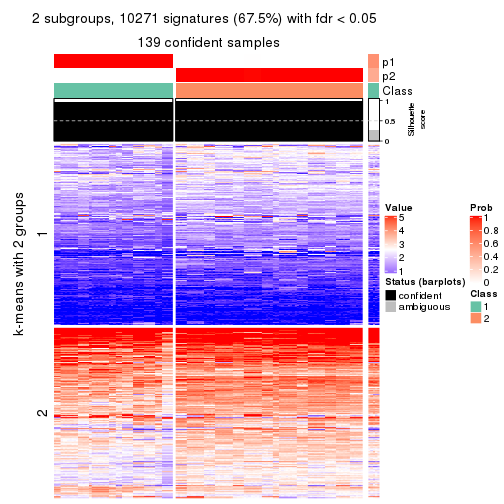 2 subgroups, 10271 signatures (67.5%) with fdr < 0.05
139 confident samples
p1
p2
Class
1
0.5
0
Silhouette
score
k-means with 2 groups
1
2
Value
5
4
3
2
1
Prob
1
0.8
0.6
0.4
0.2
0
Status (barplots)
confident
ambiguous
Class
1
2